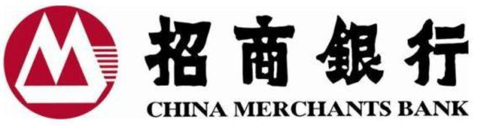 招商銀行
CHINA MERCHANTS BANK